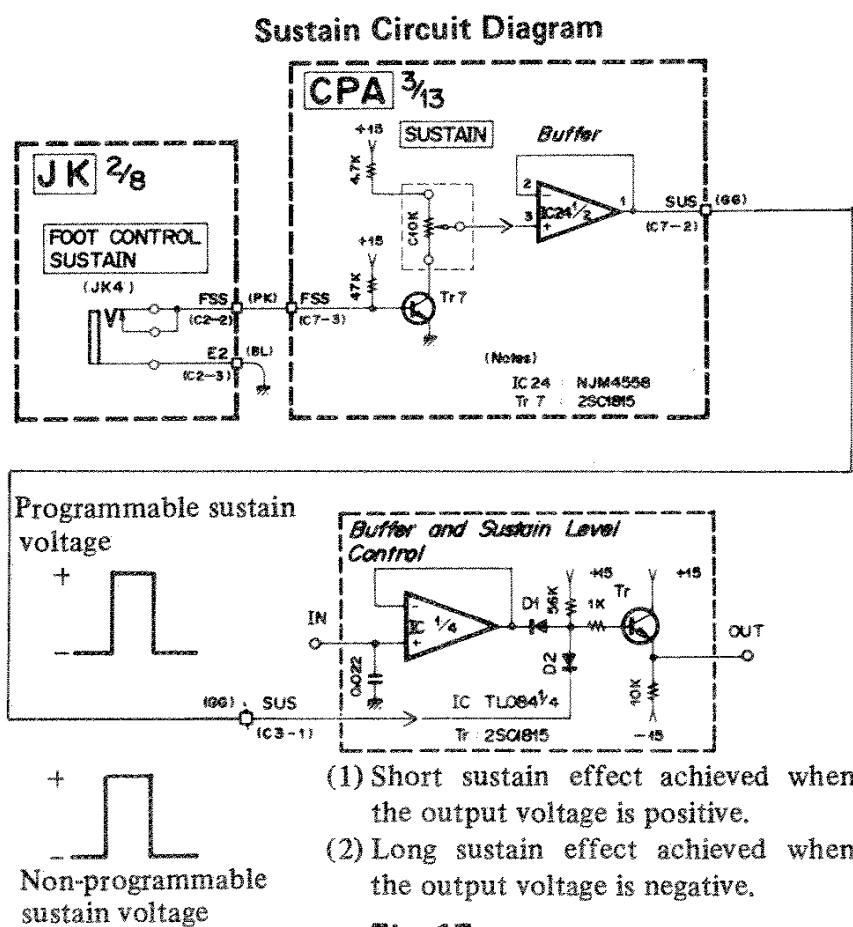 Sustain Circuit Diagram
CPA 3/13
+15
SUSTAIN
Buffer
4.7K
JK 2/8
2
1
IC24 1/2
3
SUS
(GG)
(C7-2)
C10K
FOOT CONTROL
SUSTAIN
+15
(JK4)
47K
Tr7
FSS
(PK)
FSS
(C2-2)
(C7-3)
E2
(BL)
(C2-3)
(Notes)
IC24 : NJM4558
Tr 7 : 2SC1815
Programmable sustain
voltage
+
-
Buffer and Sustain Level
Control
+15
+15
Tr
56K
1K
D1
IN
IC 1/4
OUT
D2
0.022
10K
(GG)
SUS
IC TL084 1/4
(C3-1)
Tr : 2SC1815
-15
+
-
Non-programmable
sustain voltage
(1) Short sustain effect achieved when
the output voltage is positive.
(2) Long sustain effect achieved when
the output voltage is negative.